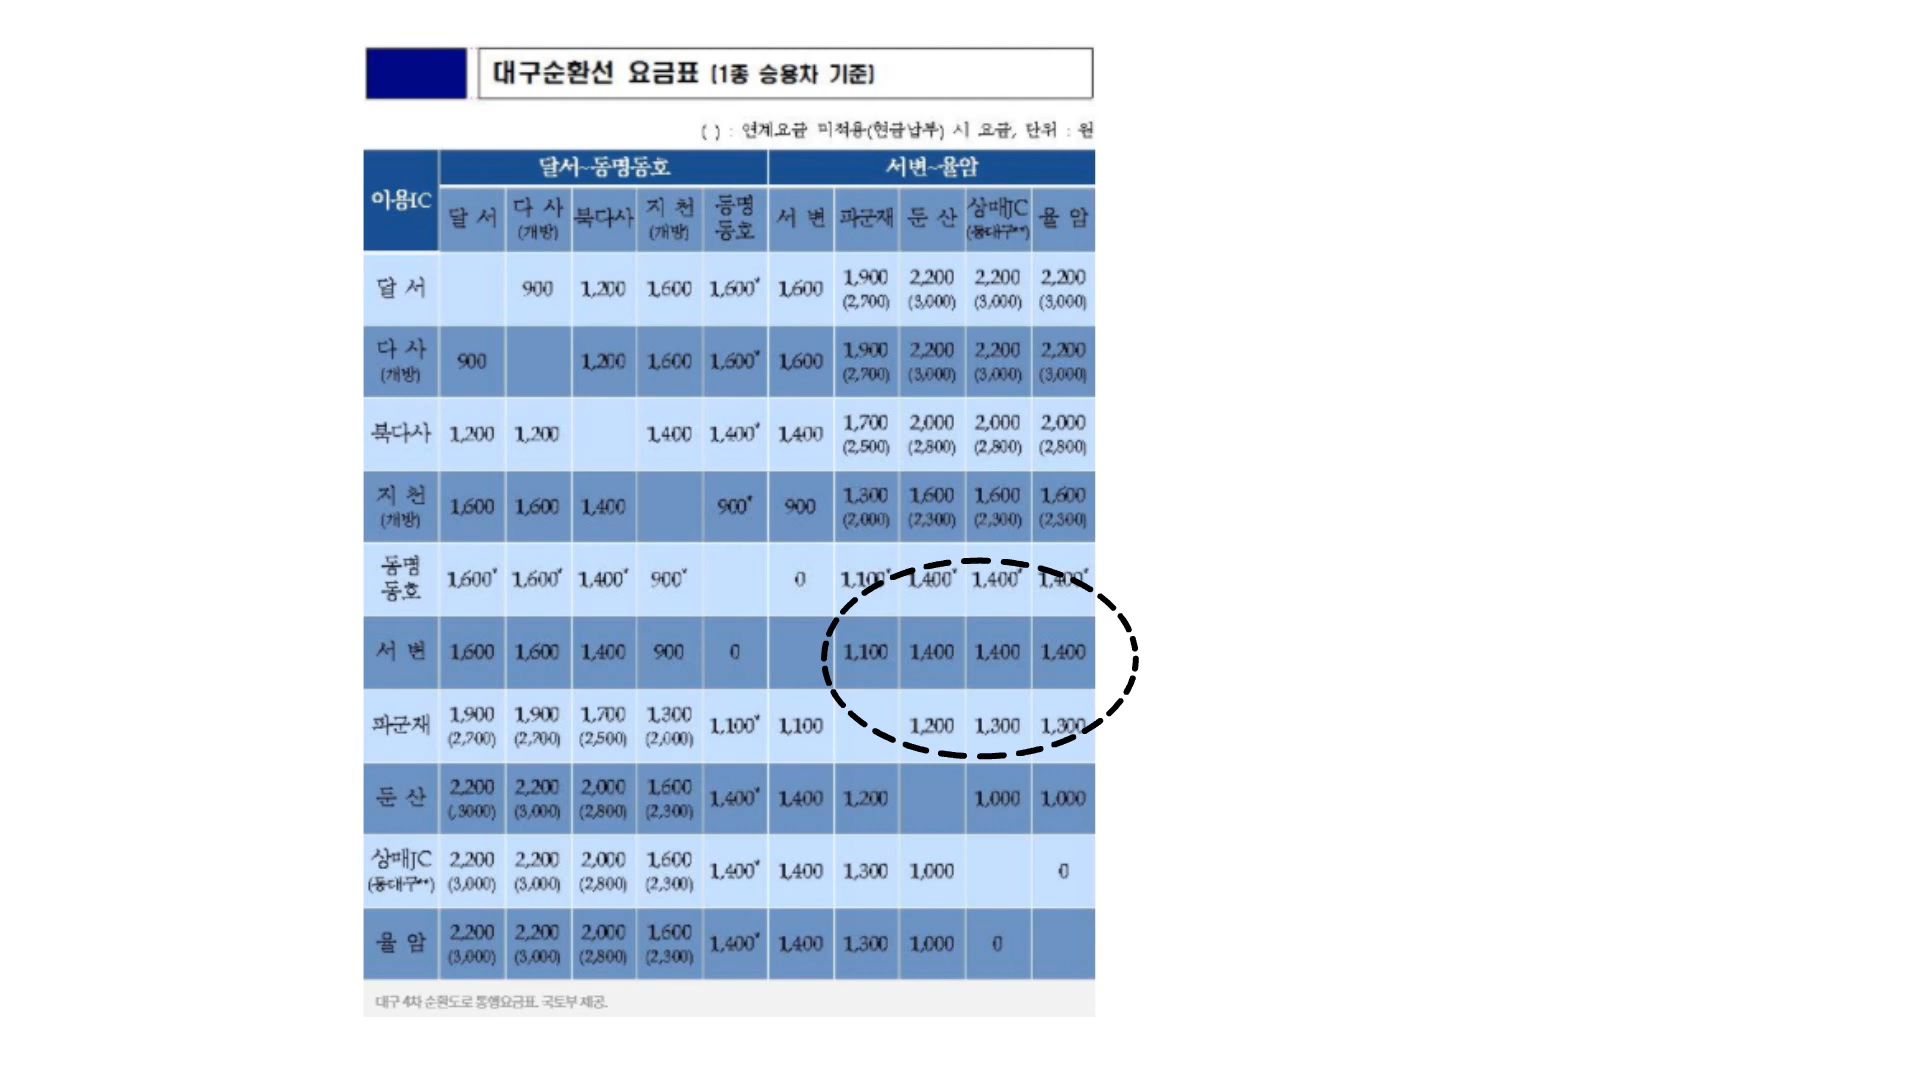 대구순환선 요금표 (1종 승용차 기준)
( ) : 연계요금 미적용(현금납부) 시 요금, 단위 : 원
이용IC 달서~동명동호 서변~율암
달 서 다 사 (개방) 북다사 지 천 (개방) 동명 동호 서 변 파군재 둔 산 상매JC (동대구**) 율 암
달 서 900 1,200 1,600 1,600* 1,600 1,900 (2,700) 2,200 (3,000) 2,200 (3,000) 2,200 (3,000)
다 사 (개방) 900 1,200 1,600 1,600* 1,600 1,900 (2,700) 2,200 (3,000) 2,200 (3,000) 2,200 (3,000)
북다사 1,200 1,200 1,400 1,400* 1,400 1,700 (2,500) 2,000 (2,800) 2,000 (2,800) 2,000 (2,800)
지 천 (개방) 1,600 1,600 1,400 900* 900 1,300 (2,000) 1,600 (2,300) 1,600 (2,300) 1,600 (2,300)
동명 동호 1,600* 1,600* 1,400* 900* 0 1,100* 1,400* 1,400* 1,400*
서 변 1,600 1,600 1,400 900 0 1,100 1,400 1,400 1,400
파군재 1,900 (2,700) 1,900 (2,700) 1,700 (2,500) 1,300 (2,000) 1,100* 1,100 1,200 1,300 1,300
둔 산 2,200 (,3000) 2,200 (3,000) 2,000 (2,800) 1,600 (2,300) 1,400* 1,400 1,200 1,000 1,000
상매JC (동대구**) 2,200 (3,000) 2,200 (3,000) 2,000 (2,800) 1,600 (2,300) 1,400* 1,400 1,300 1,000 0
율 암 2,200 (3,000) 2,200 (3,000) 2,000 (2,800) 1,600 (2,300) 1,400* 1,400 1,300 1,000 0
대구 4차 순환도로 통행요금표. 국토부 제공.